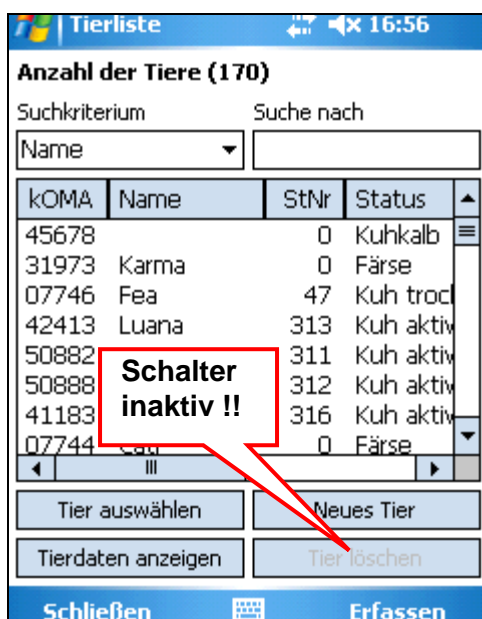 Tierliste 16:56
Anzahl der Tiere (170)
Suchkriterium Suche nach
Name
kOMA Name StNr Status
45678 0 Kuhkalb
31973 Karma 0 Färse
07746 Fea 47 Kuh trocl
42413 Luana 313 Kuh aktiv
50882 311 Kuh aktiv
50888 312 Kuh aktiv
41183 316 Kuh aktiv
07744 0 Färse
Schalter
inaktiv !!
Tier auswählen Neues Tier
Tierdaten anzeigen Tier löschen
Schließen Erfassen